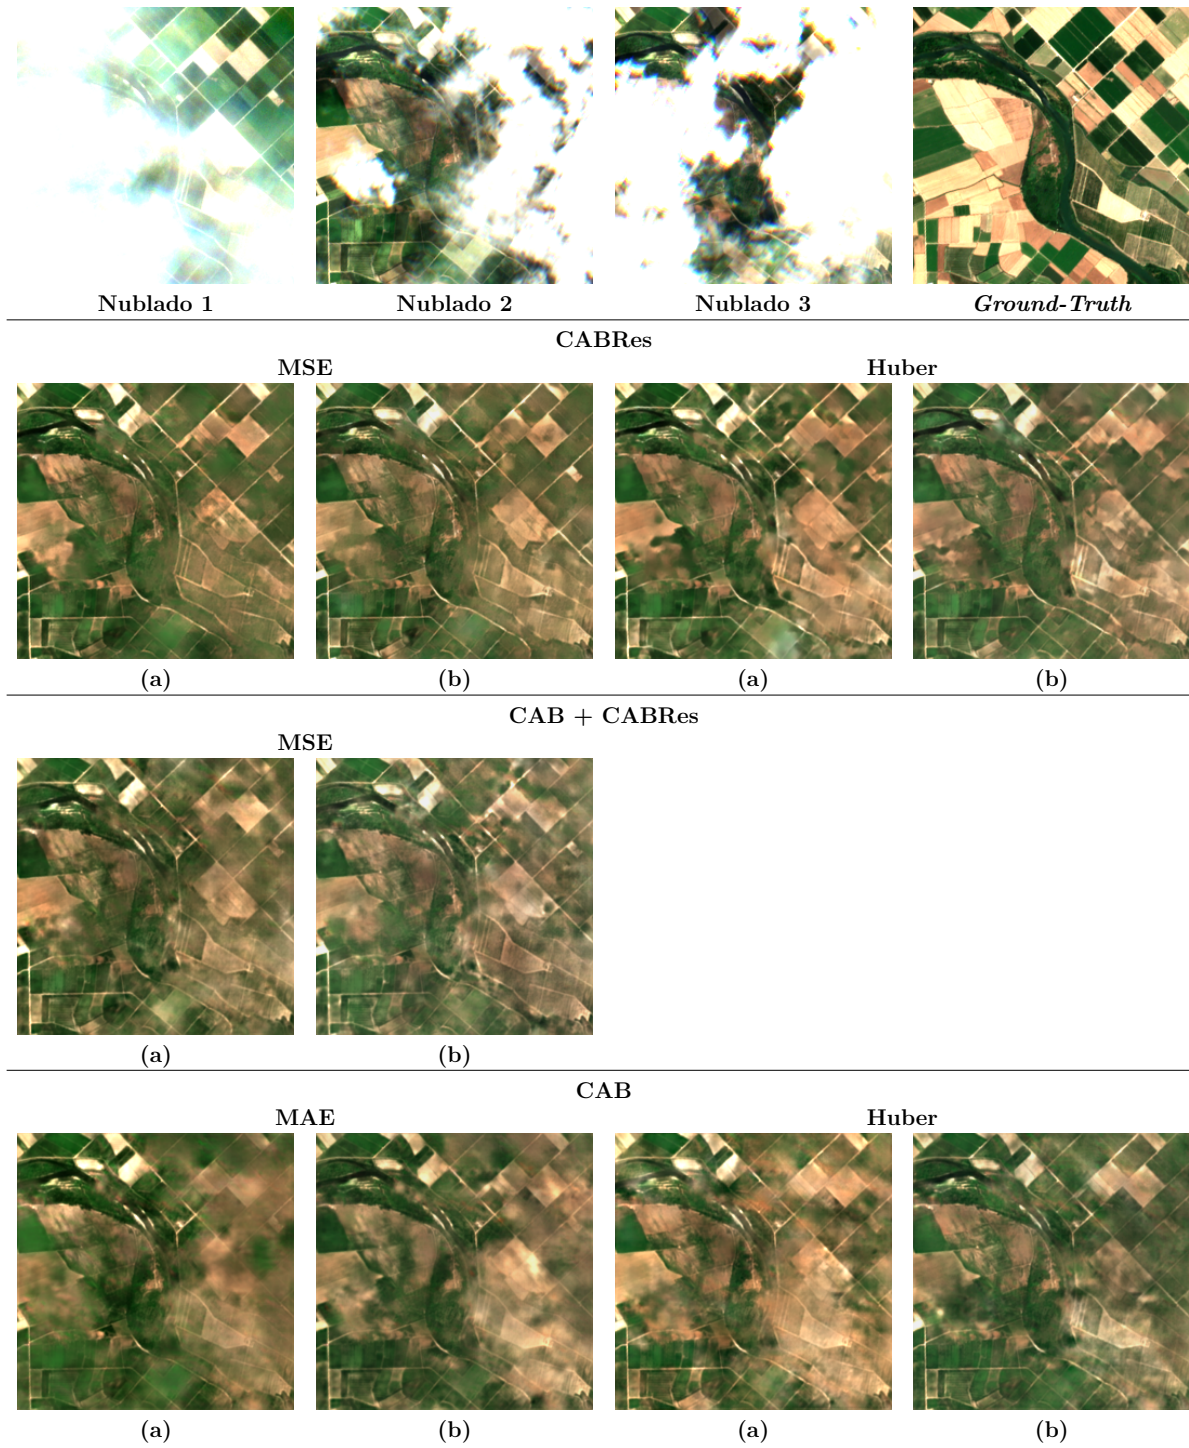 Nublado 1 Nublado 2 Nublado 3 Ground-Truth
CABRes
MSE Huber
(a) (b) (a) (b)
CAB + CABRes
MSE
(a) (b)
CAB
MAE Huber
(a) (b) (a) (b)